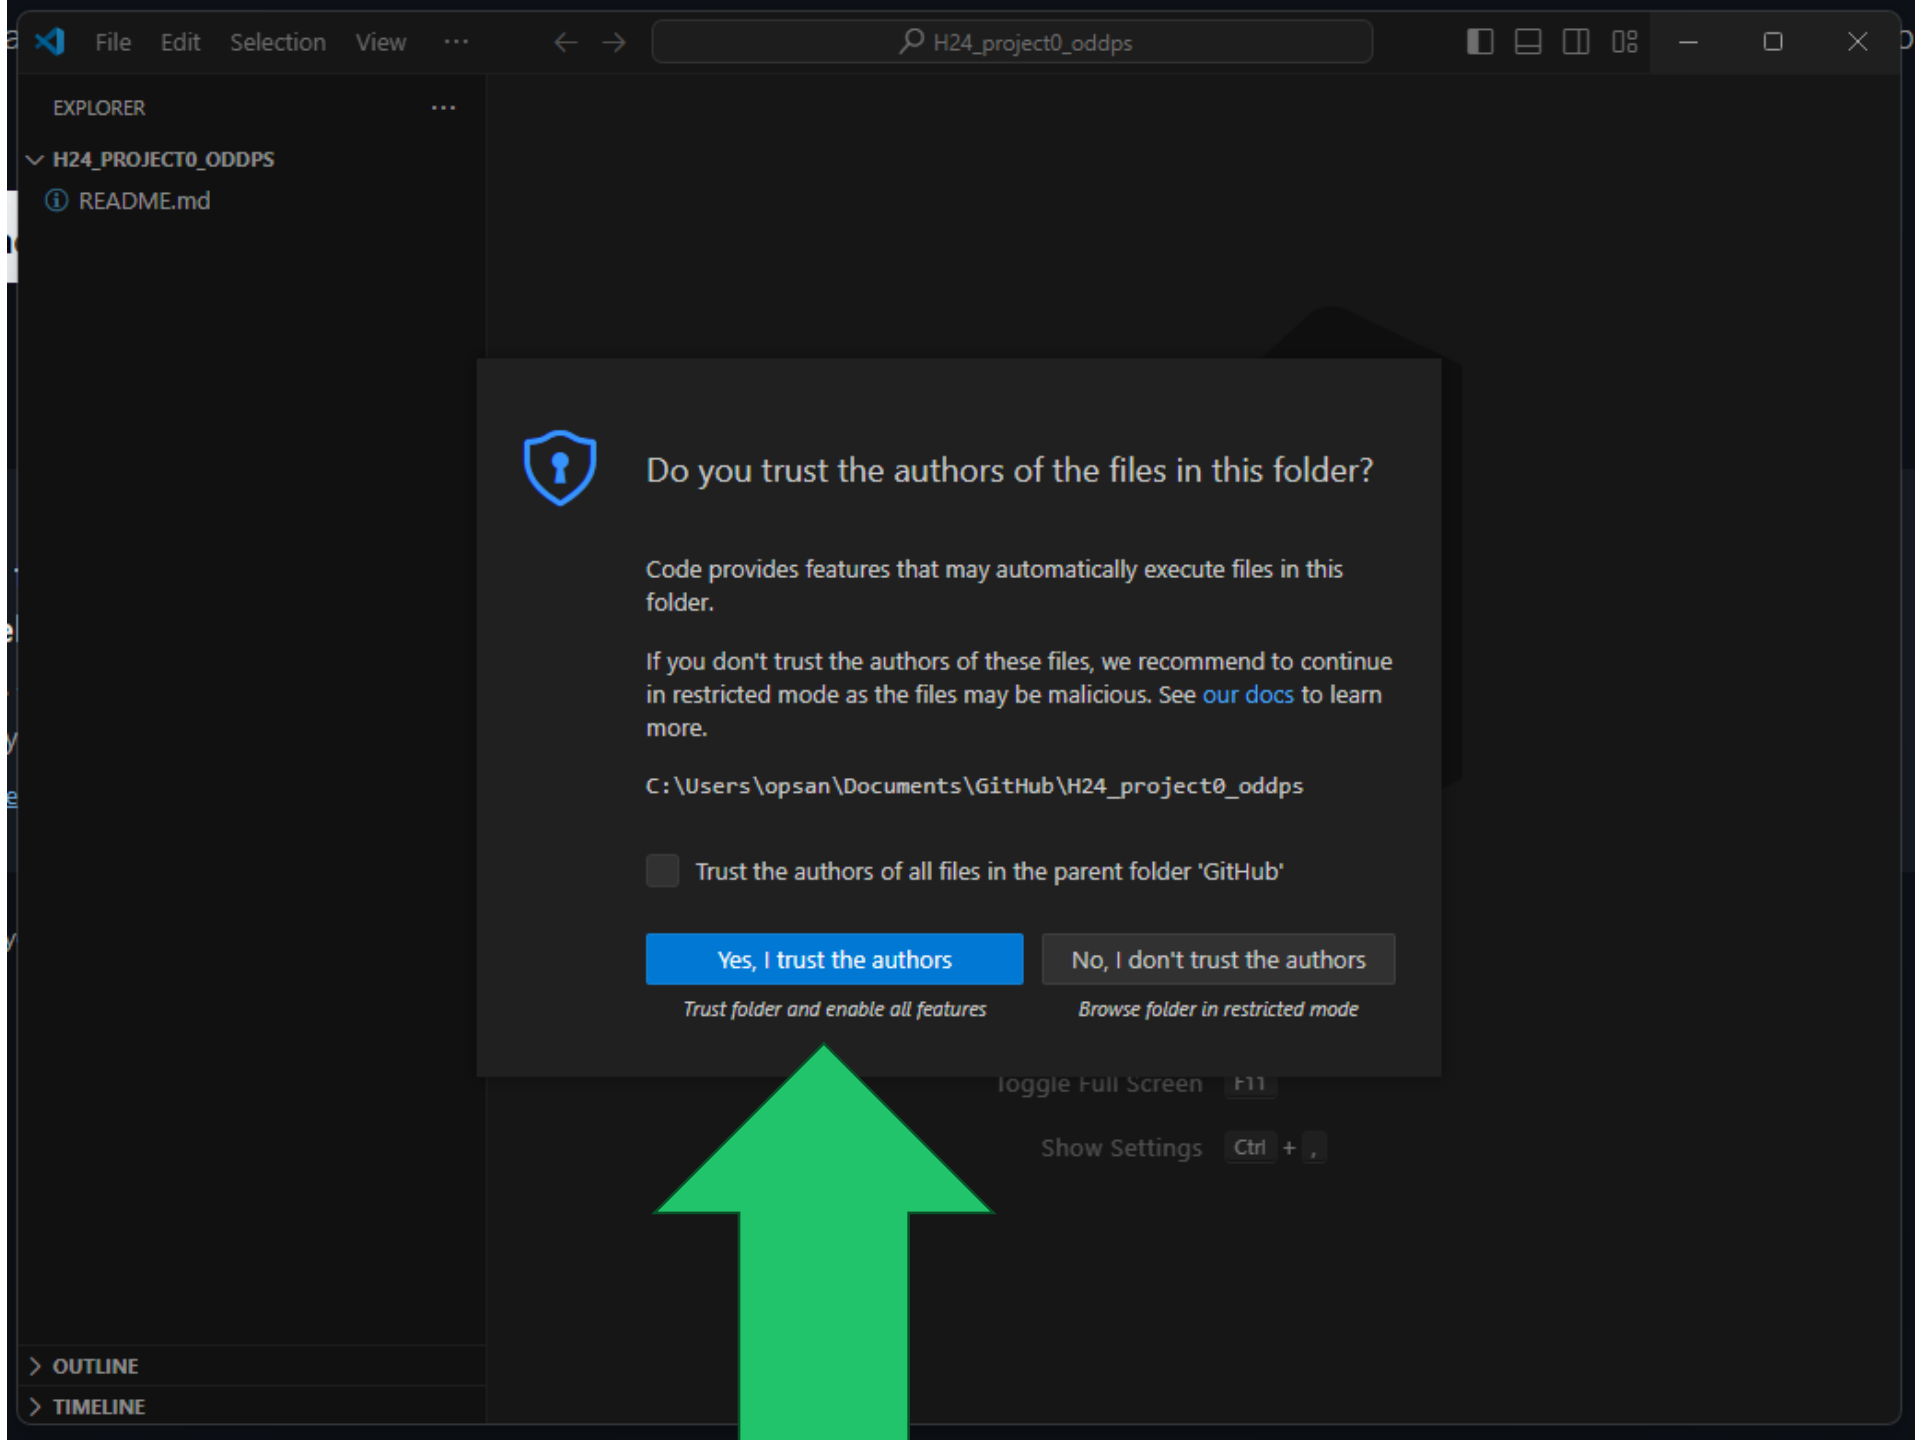 File Edit Selection View ··· H24_project0_oddps
EXPLORER ···
H24_PROJECT0_ODDPS
README.md
Do you trust the authors of the files in this folder?
Code provides features that may automatically execute files in this
folder.
If you don't trust the authors of these files, we recommend to continue
in restricted mode as the files may be malicious. See our docs to learn
more.
C:\Users\opsan\Documents\GitHub\H24_project0_oddps
Trust the authors of all files in the parent folder 'GitHub'
Yes, I trust the authors No, I don't trust the authors
Trust folder and enable all features Browse folder in restricted mode
Toggle Full Screen F11
Show Settings Ctrl + ,
OUTLINE
TIMELINE